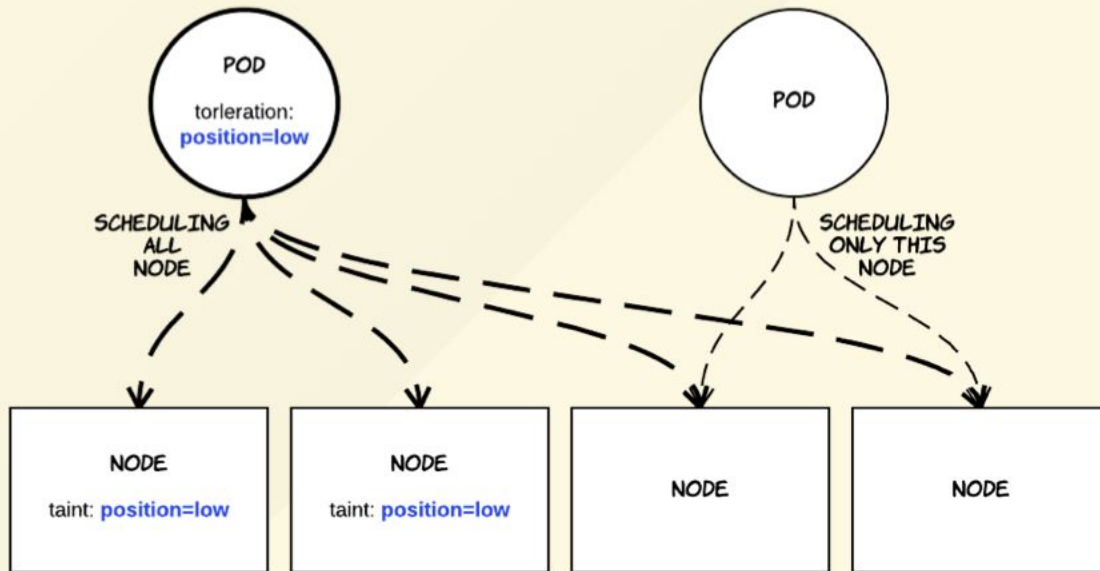 POD
torleration:
position=low
POD
SCHEDULING
ALL
NODE
SCHEDULING
ONLY THIS
NODE
NODE
taint: position=low
NODE
taint: position=low
NODE
NODE